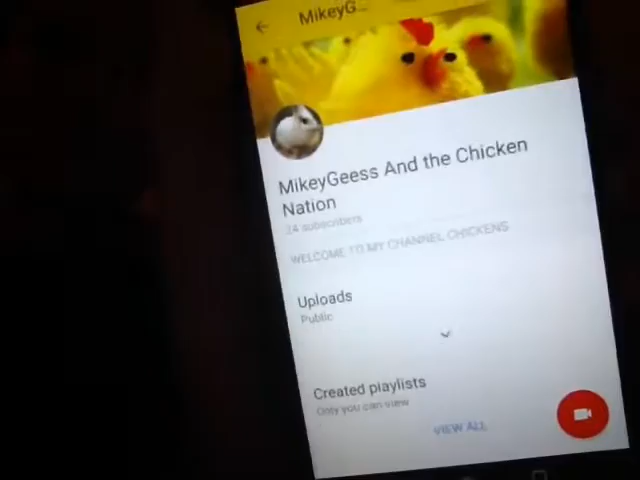 MikeyG...
MikeyGeess And the Chicken
Nation
24 subscribers
WELCOME TO MY CHANNEL CHICKENS
Uploads
Public
Created playlists
Only you can view
VIEW ALL